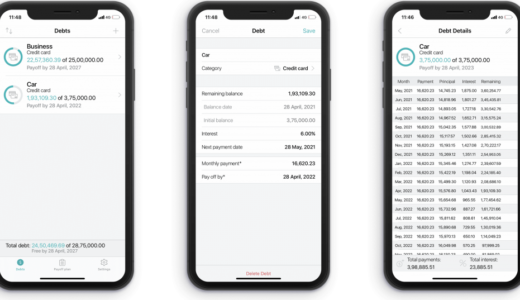 11:48
Debts
Business
Credit card
22,57,360.39 of 25,00,000.00
Payoff by 28 April, 2027
Car
Credit card
1,93,109.30 of 3,75,000.00
Payoff by 28 April, 2022
Total debt: 24,50,469.69 of 28,75,000.00
Free by 28 April, 2027
Debts
Payoff plan
Settings
11:48
Cancel
Debt
Save
Car
Category
Credit card
Remaining balance 1,93,109.30
Balance date 28 April, 2021
Initial balance 3,75,000.00
Interest 6.00%
Next payment date 28 May, 2021
Monthly payment* 16,620.23
Pay off by* 28 April, 2022
Delete Debt
11:46
Debt Details
Car
Credit card
3,75,000.00 of 3,75,000.00
Payoff by 28 April, 2023
Month Payment Principal Interest Remaining
May, 2021 16,620.23 14,745.23 1,875.00 3,60,254.77
Jun, 2021 16,620.23 14,818.96 1,801.27 3,45,435.81
Jul, 2021 16,620.23 14,893.05 1,727.18 3,30,542.76
Aug, 2021 16,620.23 14,967.52 1,652.71 3,15,575.24
Sep, 2021 16,620.23 15,042.35 1,577.88 3,00,532.89
Oct, 2021 16,620.23 15,117.57 1,502.66 2,85,415.32
Nov, 2021 16,620.23 15,193.15 1,427.08 2,70,222.17
Dec, 2021 16,620.23 15,269.12 1,351.11 2,54,953.05
Jan, 2022 16,620.23 15,345.46 1,274.77 2,39,607.59
Feb, 2022 16,620.23 15,422.19 1,198.04 2,24,185.40
Mar, 2022 16,620.23 15,499.30 1,120.93 2,08,686.10
Apr, 2022 16,620.23 15,576.80 1,043.43 1,93,109.30
May, 2022 16,620.23 15,654.68 965.55 1,77,454.62
Jun, 2022 16,620.23 15,732.96 887.27 1,61,721.66
Jul, 2022 16,620.23 15,811.62 808.61 1,45,910.04
Aug, 2022 16,620.23 15,890.68 729.55 1,30,019.36
Sep, 2022 16,620.23 15,970.13 650.10 1,14,049.23
Oct, 2022 16,620.23 16,049.98 570.25 97,999.25
Total payments: 3,98,885.51
Total interest: 23,885.51